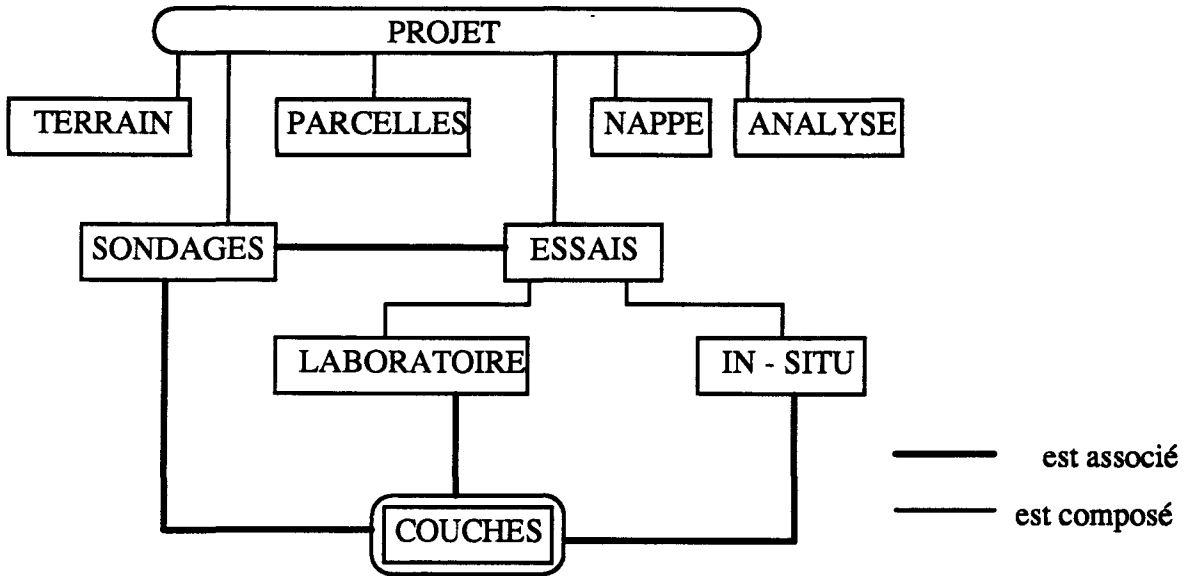 PROJET
TERRAIN
PARCELLES
NAPPE
ANALYSE
SONDAGES
ESSAIS
LABORATOIRE
IN - SITU
est associé
est composé
COUCHES